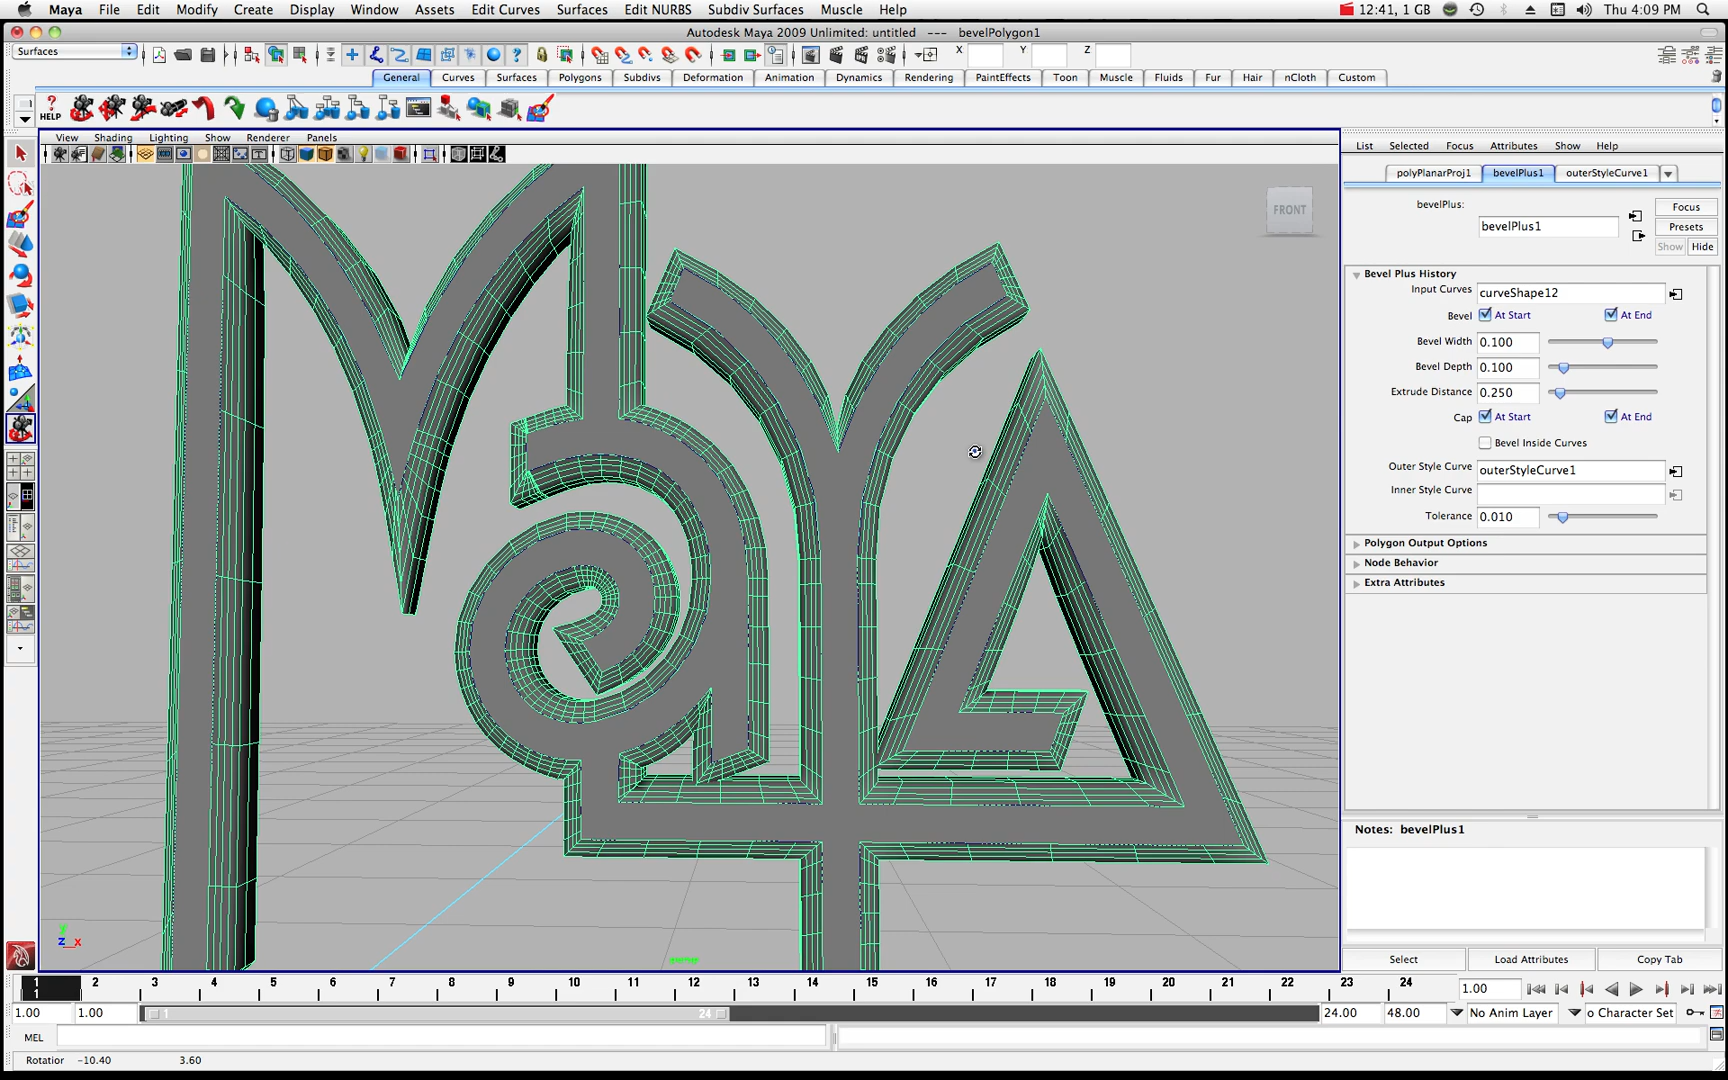 Maya File Edit Modify Create Display Window Assets Edit Curves Surfaces Edit NURBS Subdiv Surfaces Muscle Help 12:41, 1 GB Thu 4:09 PM
Autodesk Maya 2009 Unlimited: untitled --- bevelPolygon1
Surfaces X Y Z
General Curves Surfaces Polygons Subdivs Deformation Animation Dynamics Rendering PaintEffects Toon Muscle Fluids Fur Hair nCloth Custom
? HELP
View Shading Lighting Show Renderer Panels
List Selected Focus Attributes Show Help
polyPlanarProj1 bevelPlus1 outerStyleCurve1
bevelPlus: bevelPlus1
Focus
Presets
Show Hide
Bevel Plus History
Input Curves curveShape12
Bevel At Start At End
Bevel Width 0.100
Bevel Depth 0.100
Extrude Distance 0.250
Cap At Start At End
Bevel Inside Curves
Outer Style Curve outerStyleCurve1
Inner Style Curve
Tolerance 0.010
Polygon Output Options
Node Behavior
Extra Attributes
FRONT
Maya
Notes: bevelPlus1
y
z x
persp
Select Load Attributes Copy Tab
1 2 3 4 5 6 7 8 9 10 11 12 13 14 15 16 17 18 19 20 21 22 23 24
1 1.00
1.00 1.00 1 24 24.00 48.00 No Anim Layer o Character Set
MEL
Rotation -10.40 3.60